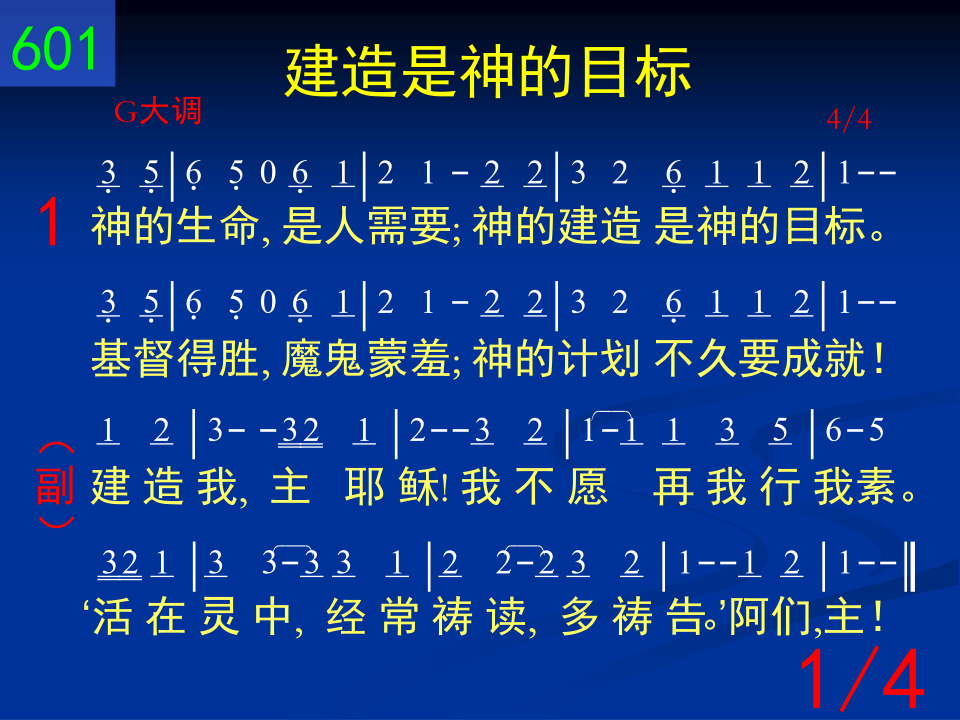 601
建造是神的目标
G大调
4/4
3 5|6 5 0 6 1|2 1 - 2 2|3 2 6 1 1 2|1--
1
神的生命, 是人需要; 神的建造 是神的目标。
3 5|6 5 0 6 1|2 1 - 2 2|3 2 6 1 1 2|1--
基督得胜, 魔鬼蒙羞; 神的计划 不久要成就!
1 2|3- -32 1|2--3 2|1-1 1 3 5|6-5
（副）
建 造 我, 主 耶 稣! 我 不 愿 再 我 行 我素。
32 1|3 3-3 3 1|2 2-2 3 2|1--1 2|1--‖
‘活 在 灵 中, 经 常 祷 读, 多 祷 告。’阿们,主!
1/4